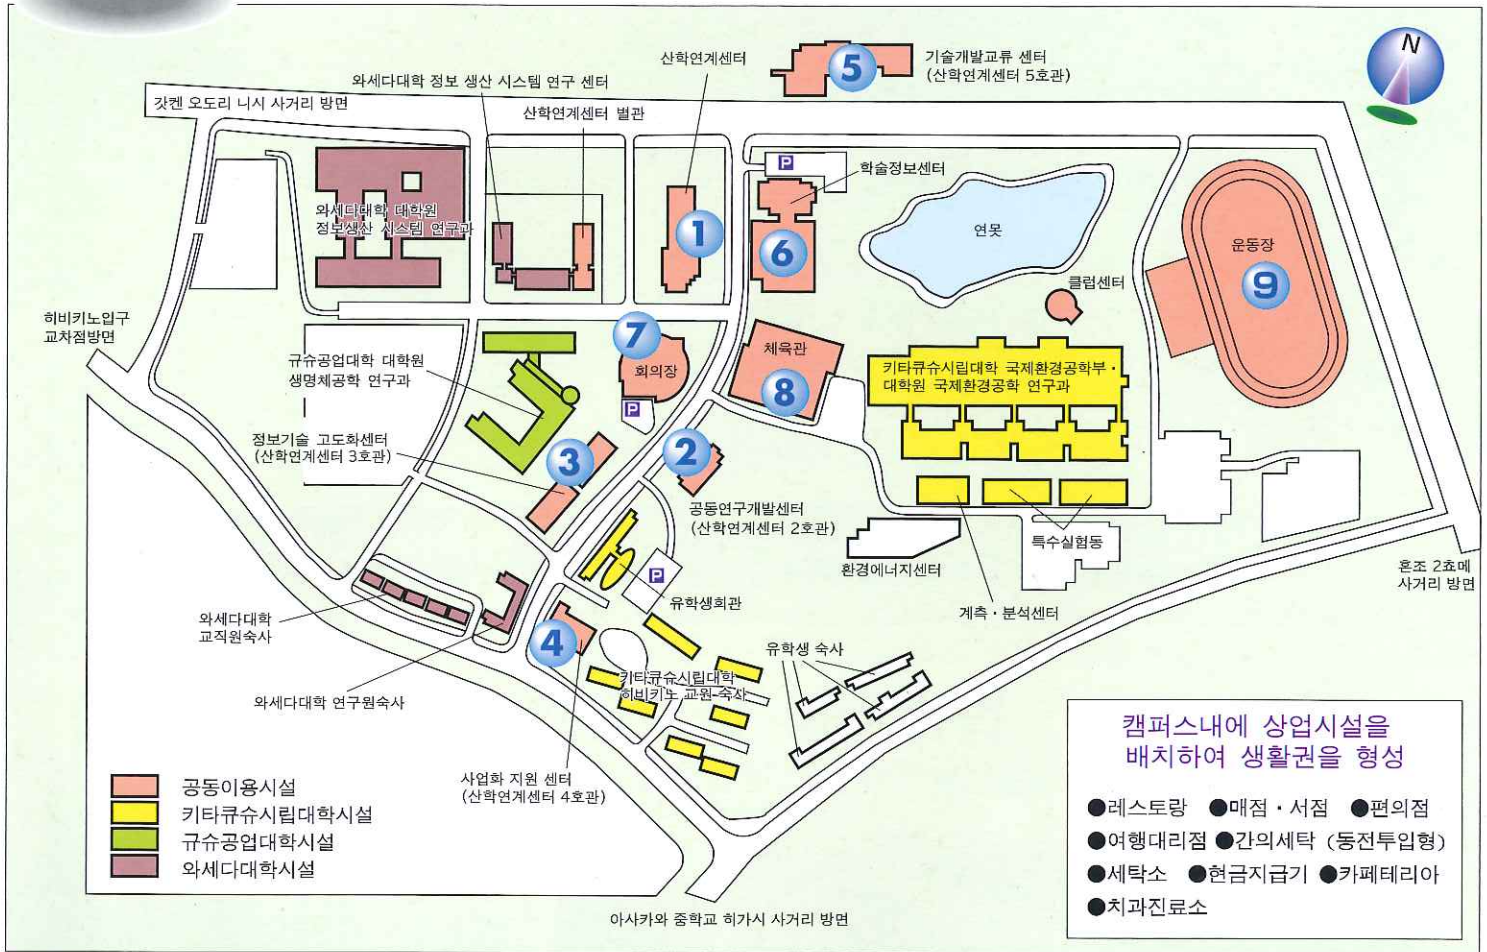 N
5
기술개발교류 센터
(산학연계센터 5호관)
산학연계센터
와세다대학 정보 생산 시스템 연구 센터
갓켄 오도리 니시 사거리 방면
산학연계센터 별관
P
학술정보센터
와세다대학 대학원
정보생산 시스템 연구과
1
6
연못
운동장
9
클럽센터
히비키노입구
교차점방면
7
회의장
체육관
8
규슈공업대학 대학원
생명체공학 연구과
키타큐슈시립대학 국제환경공학부・
대학원 국제환경공학 연구과
P
정보기술 고도화센터
(산학연계센터 3호관)
3
2
공동연구개발센터
(산학연계센터 2호관)
특수실험동
환경에너지센터
혼조 2쵸메
사거리 방면
P
유학생회관
계측・분석센터
와세다대학
교직원숙사
4
유학생 숙사
키타큐슈시립대학
히비키노 교원 숙사
와세다대학 연구원숙사
사업화 지원 센터
(산학연계센터 4호관)
공동이용시설
키타큐슈시립대학시설
규슈공업대학시설
와세다대학시설
아사카와 중학교 히가시 사거리 방면
캠퍼스내에 상업시설을
배치하여 생활권을 형성
●레스토랑 ●매점・서점 ●편의점
●여행대리점 ●간의세탁 (동전투입형)
●세탁소 ●현금지급기 ●카페테리아
●치과진료소